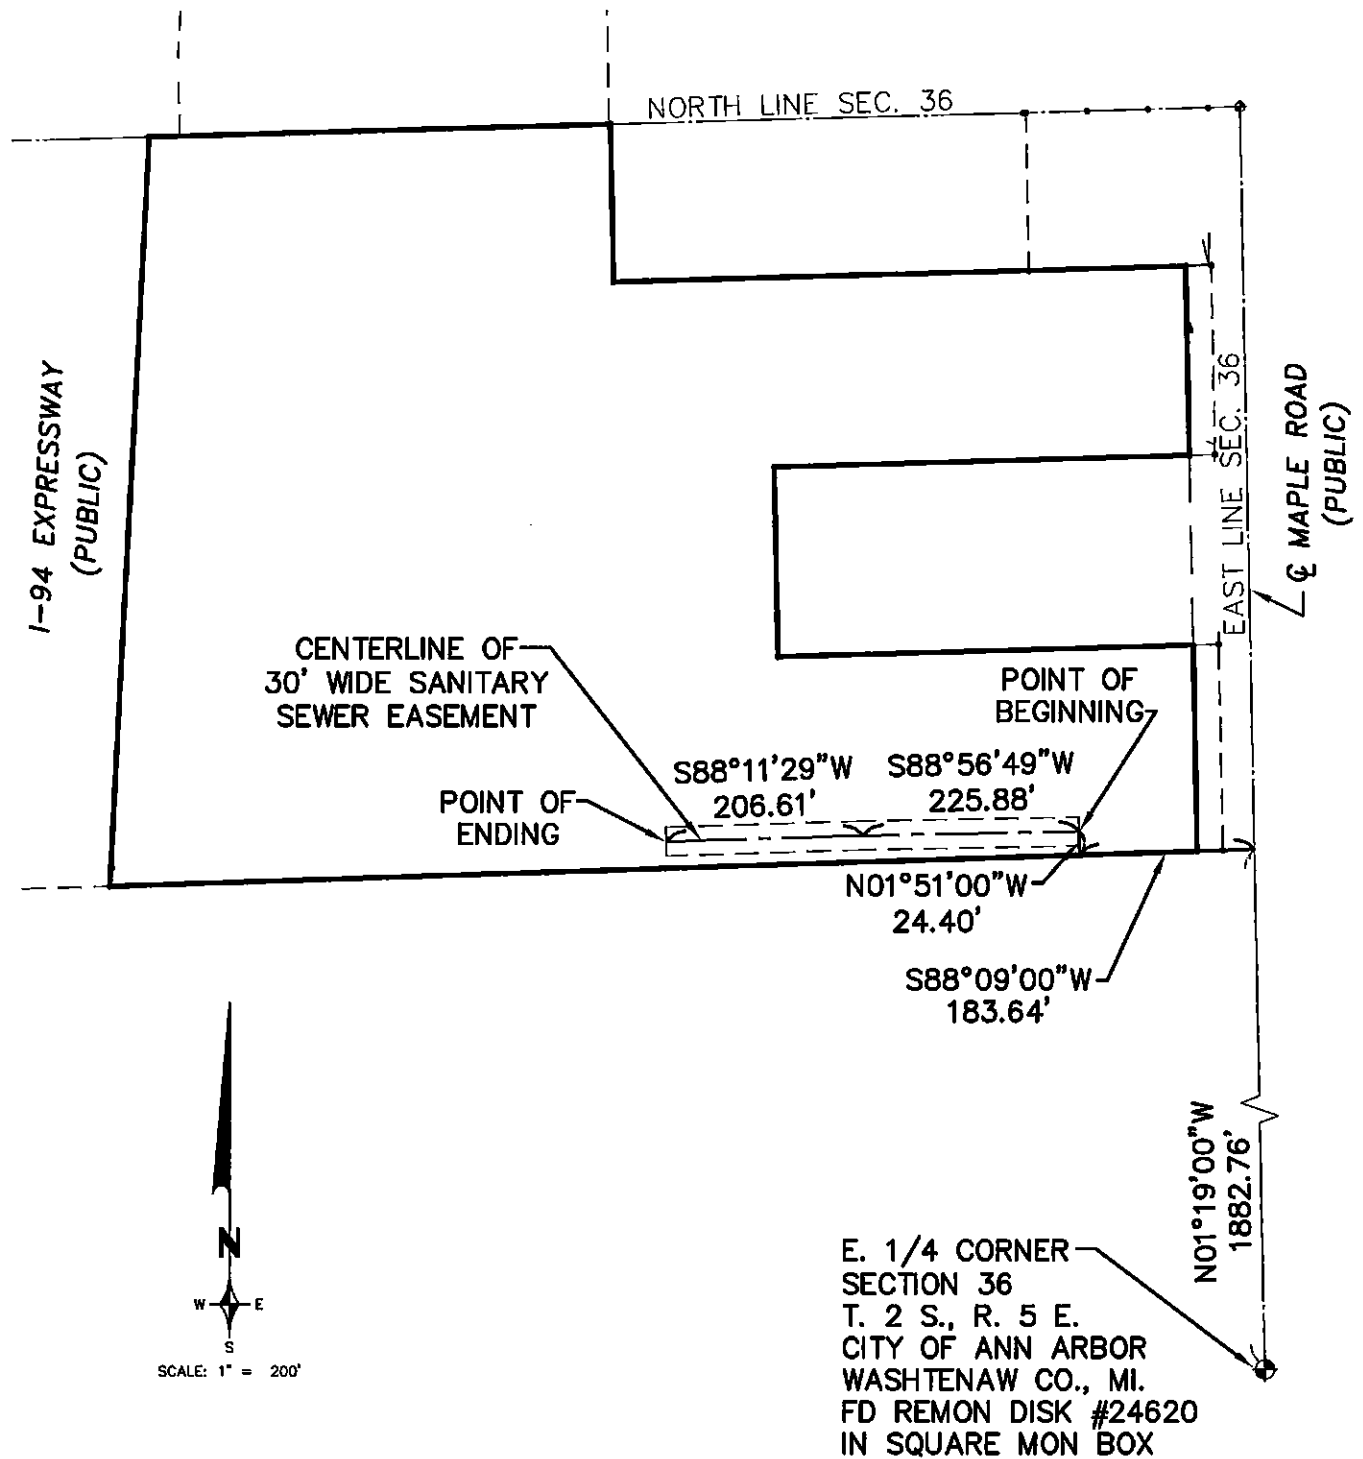 NORTH LINE SEC. 36
I-94 EXPRESSWAY
(PUBLIC)
EAST LINE SEC. 36
℄ MAPLE ROAD
(PUBLIC)
CENTERLINE OF
30' WIDE SANITARY
SEWER EASEMENT
POINT OF
BEGINNING
S88°11'29"W
206.61'
S88°56'49"W
225.88'
POINT OF
ENDING
N01°51'00"W
24.40'
S88°09'00"W
183.64'
N01°19'00"W
1882.76'
N
W E
S
SCALE: 1" = 200'
E. 1/4 CORNER
SECTION 36
T. 2 S., R. 5 E.
CITY OF ANN ARBOR
WASHTENAW CO., MI.
FD REMON DISK #24620
IN SQUARE MON BOX